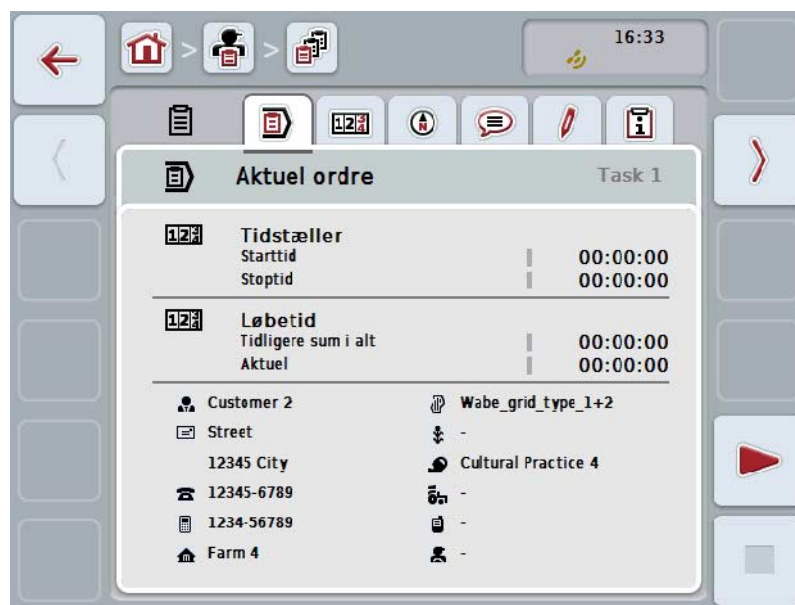 16:33
Aktuel ordre Task 1
Tidstæller
Starttid 00:00:00
Stoptid 00:00:00
Løbetid
Tidligere sum i alt 00:00:00
Aktuel 00:00:00
Customer 2 Wabe_grid_type_1+2
Street -
12345 City Cultural Practice 4
12345-6789 -
1234-56789 -
Farm 4 -